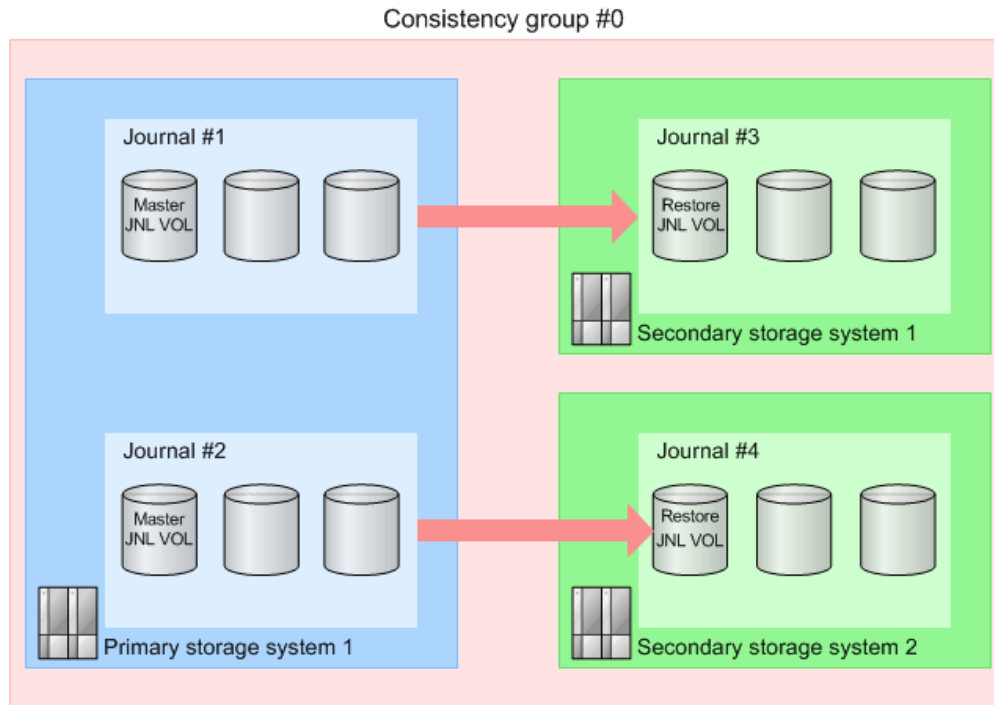 Consistency group #0
Journal #1
Master
JNL VOL
Journal #3
Restore
JNL VOL
Secondary storage system 1
Journal #2
Master
JNL VOL
Primary storage system 1
Journal #4
Restore
JNL VOL
Secondary storage system 2